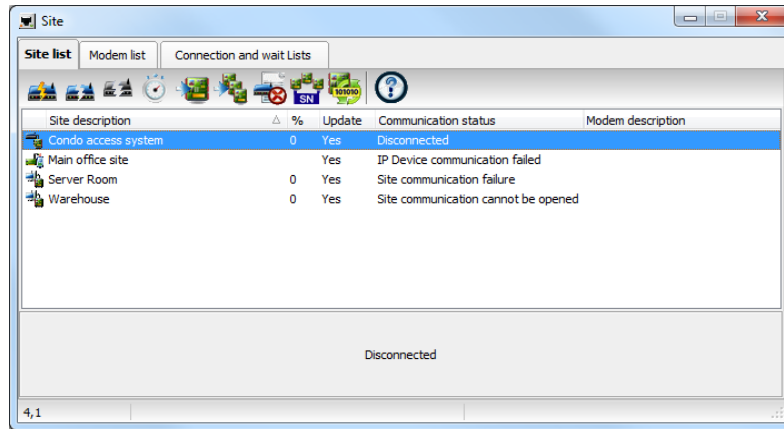 Site
Site list Modem list Connection and wait Lists
SN 101010 ?
Site description % Update Communication status Modem description
Condo access system 0 Yes Disconnected
Main office site Yes IP Device communication failed
Server Room 0 Yes Site communication failure
Warehouse 0 Yes Site communication cannot be opened
Disconnected
4,1